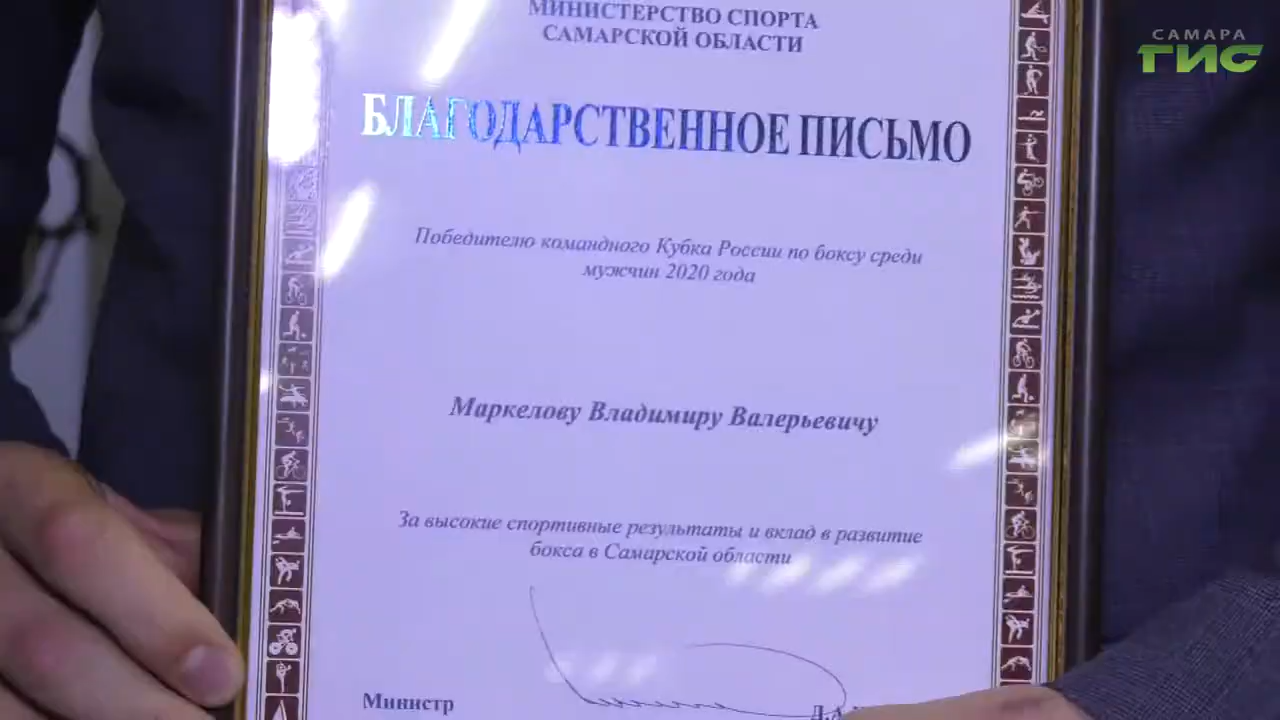 МИНИСТЕРСТВО СПОРТА
САМАРСКОЙ ОБЛАСТИ
САМАРА
ГИС
БЛАГОДАРСТВЕННОЕ ПИСЬМО
Победителю командного Кубка России по боксу среди
мужчин 2020 года
Маркелову Владимиру Валерьевичу
За высокие спортивные результаты и вклад в развитие
бокса в Самарской области
Министр